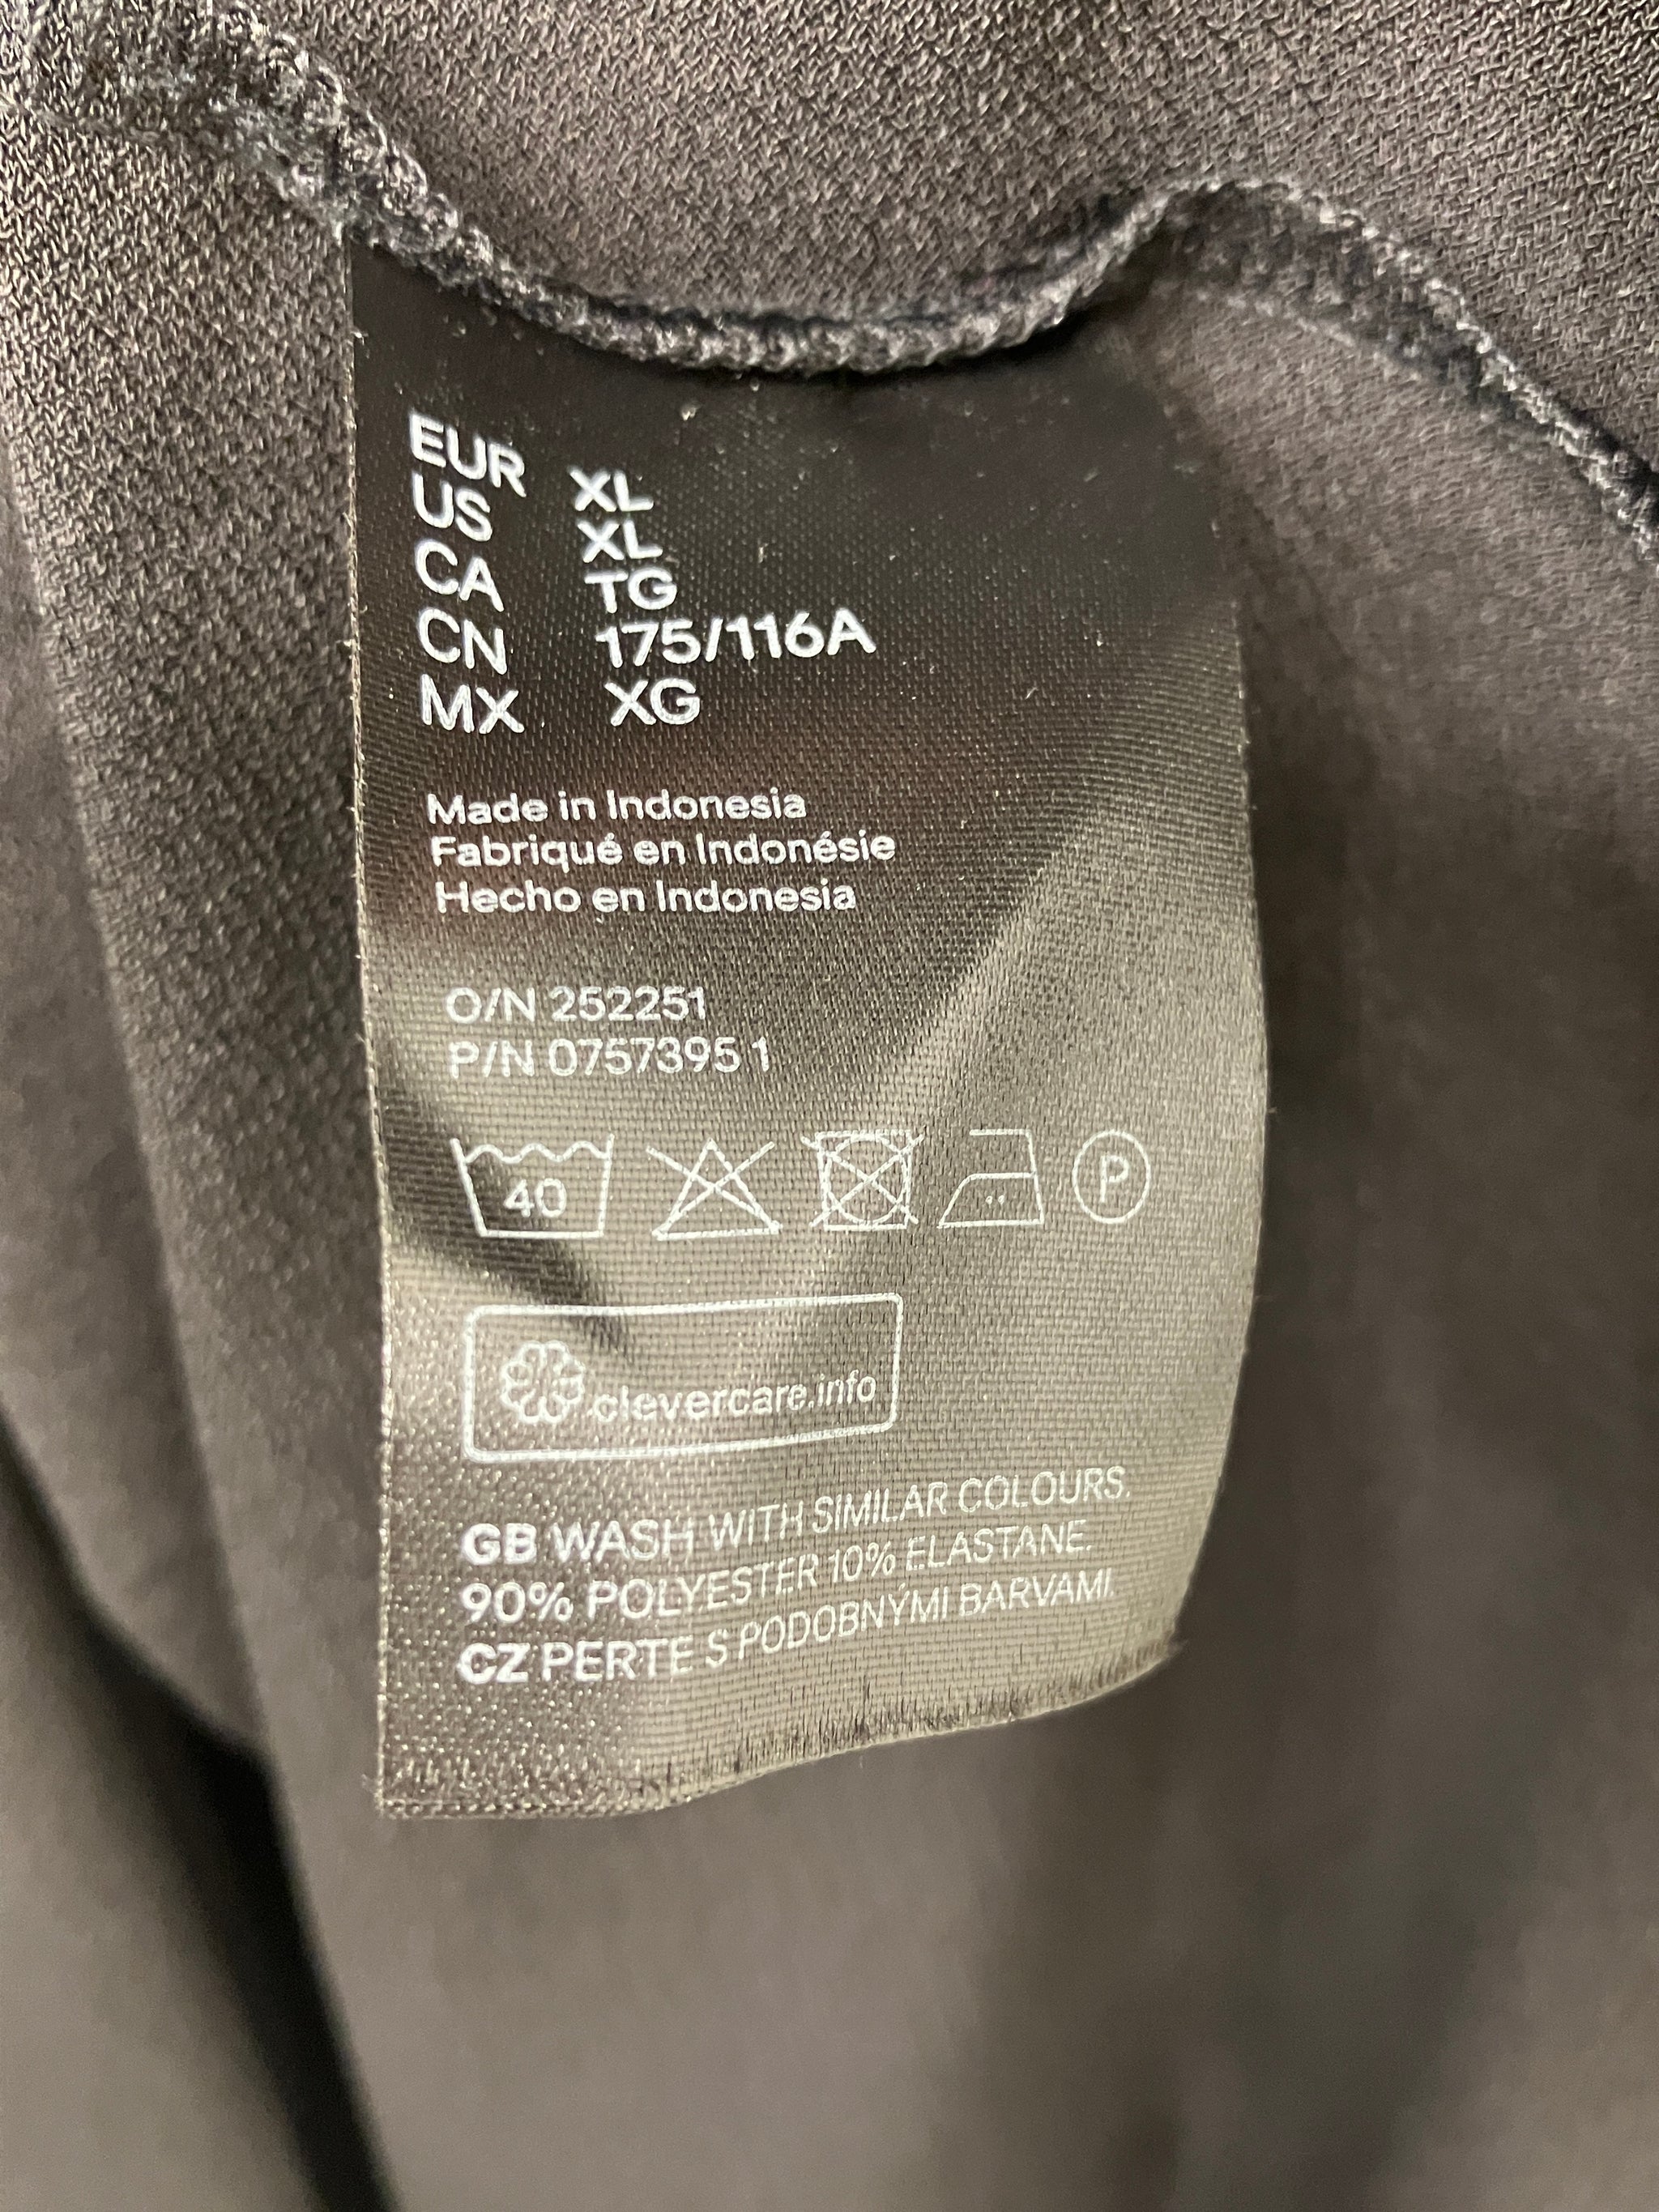 EUR XL
US XL
CA TG
CN 175/116A
MX XG
Made in Indonesia
Fabriqué en Indonésie
Hecho en Indonesia
O/N 252251
P/N 0757395 1
40 P
clevercare.info
GB WASH WITH SIMILAR COLOURS.
90% POLYESTER 10% ELASTANE.
CZ PERTE S PODOBNÝMI BARVAMI.